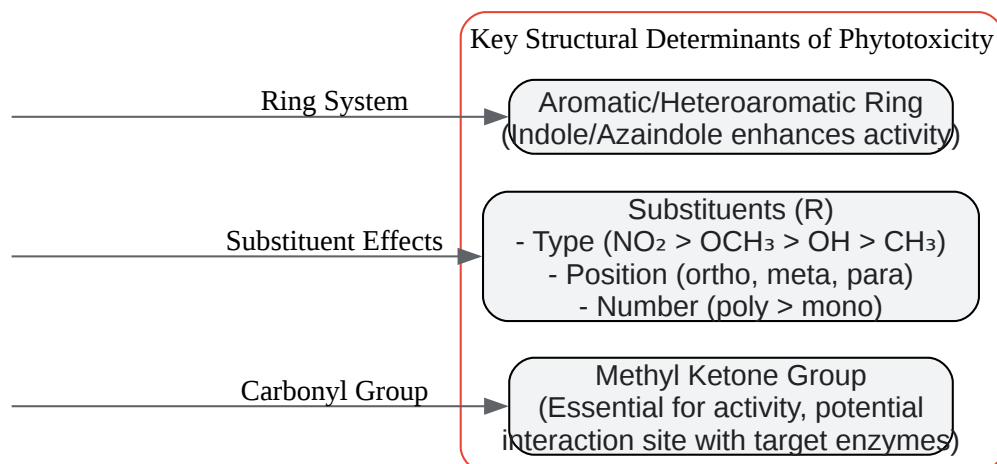 Key Structural Determinants of Phytotoxicity
Ring System
Aromatic/Heteroaromatic Ring
(Indole/Azaindole enhances activity)
Substituent Effects
Substituents (R)
- Type (NO₂ > OCH₃ > OH > CH₃)
- Position (ortho, meta, para)
- Number (poly > mono)
Carbonyl Group
Methyl Ketone Group
(Essential for activity, potential
interaction site with target enzymes)